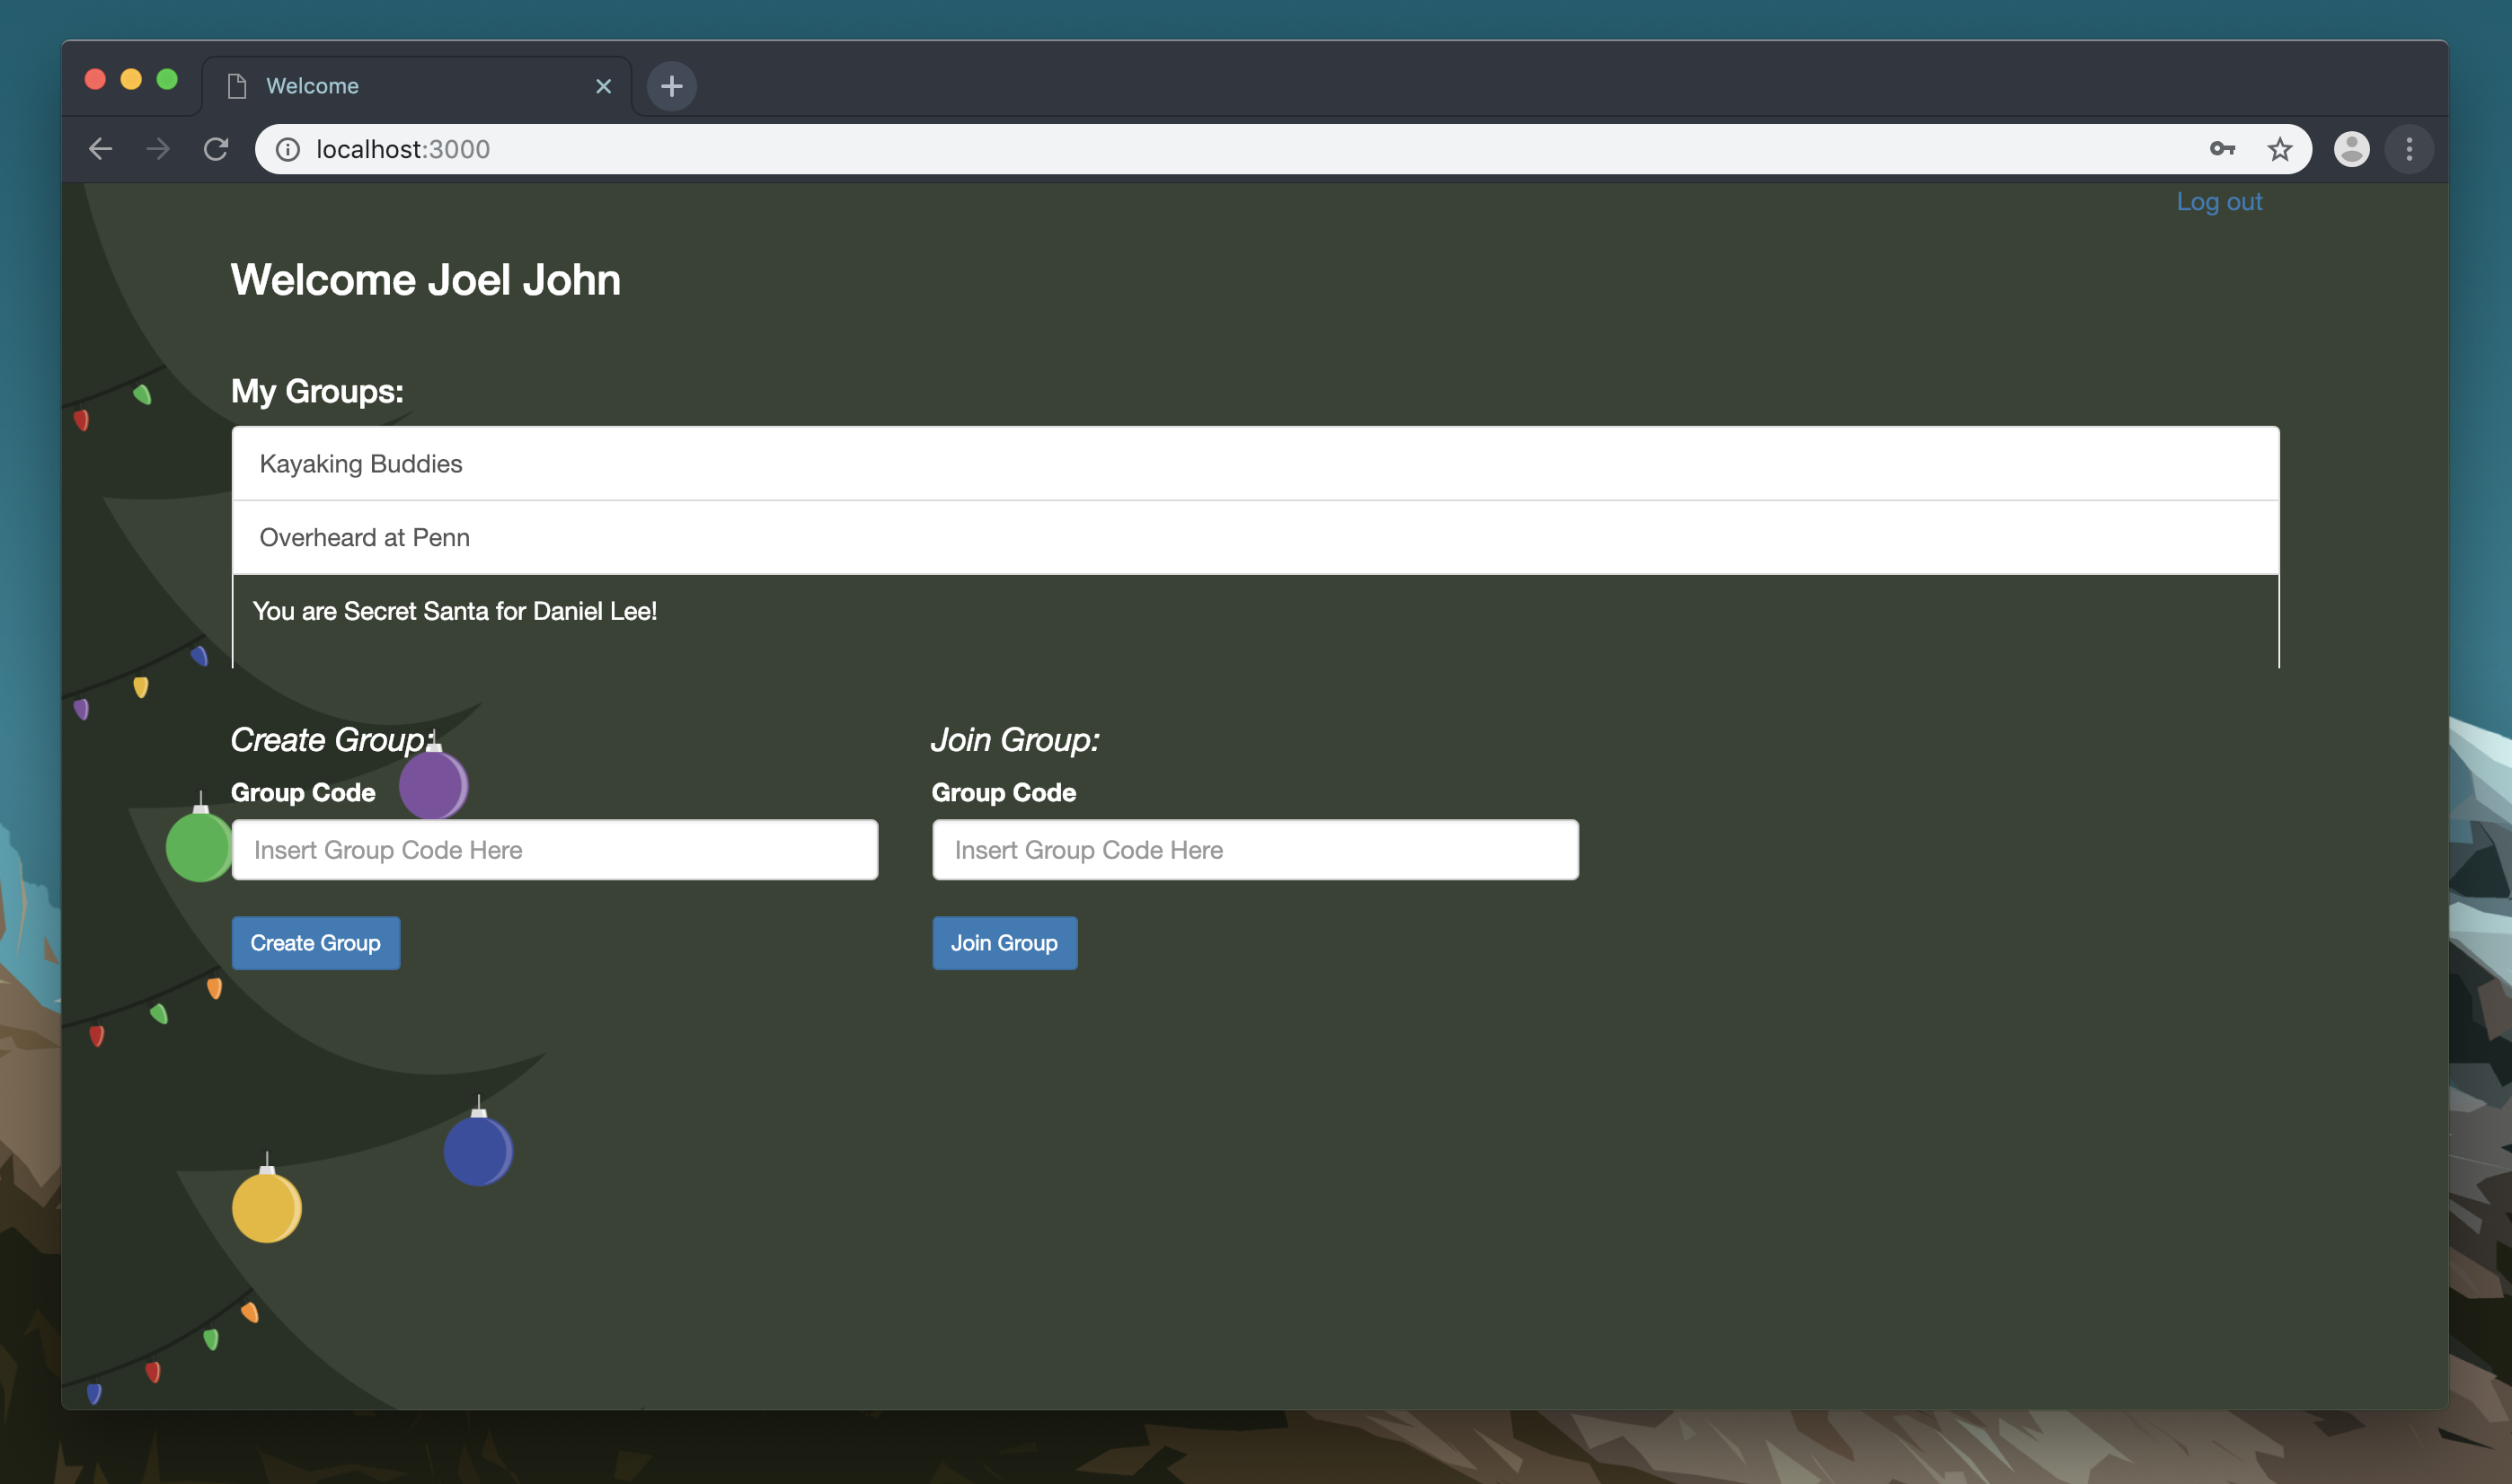 Welcome
localhost:3000
Log out
Welcome Joel John
My Groups:
Kayaking Buddies
Overheard at Penn
You are Secret Santa for Daniel Lee!
Create Group:
Join Group:
Group Code
Group Code
Insert Group Code Here
Insert Group Code Here
Create Group
Join Group